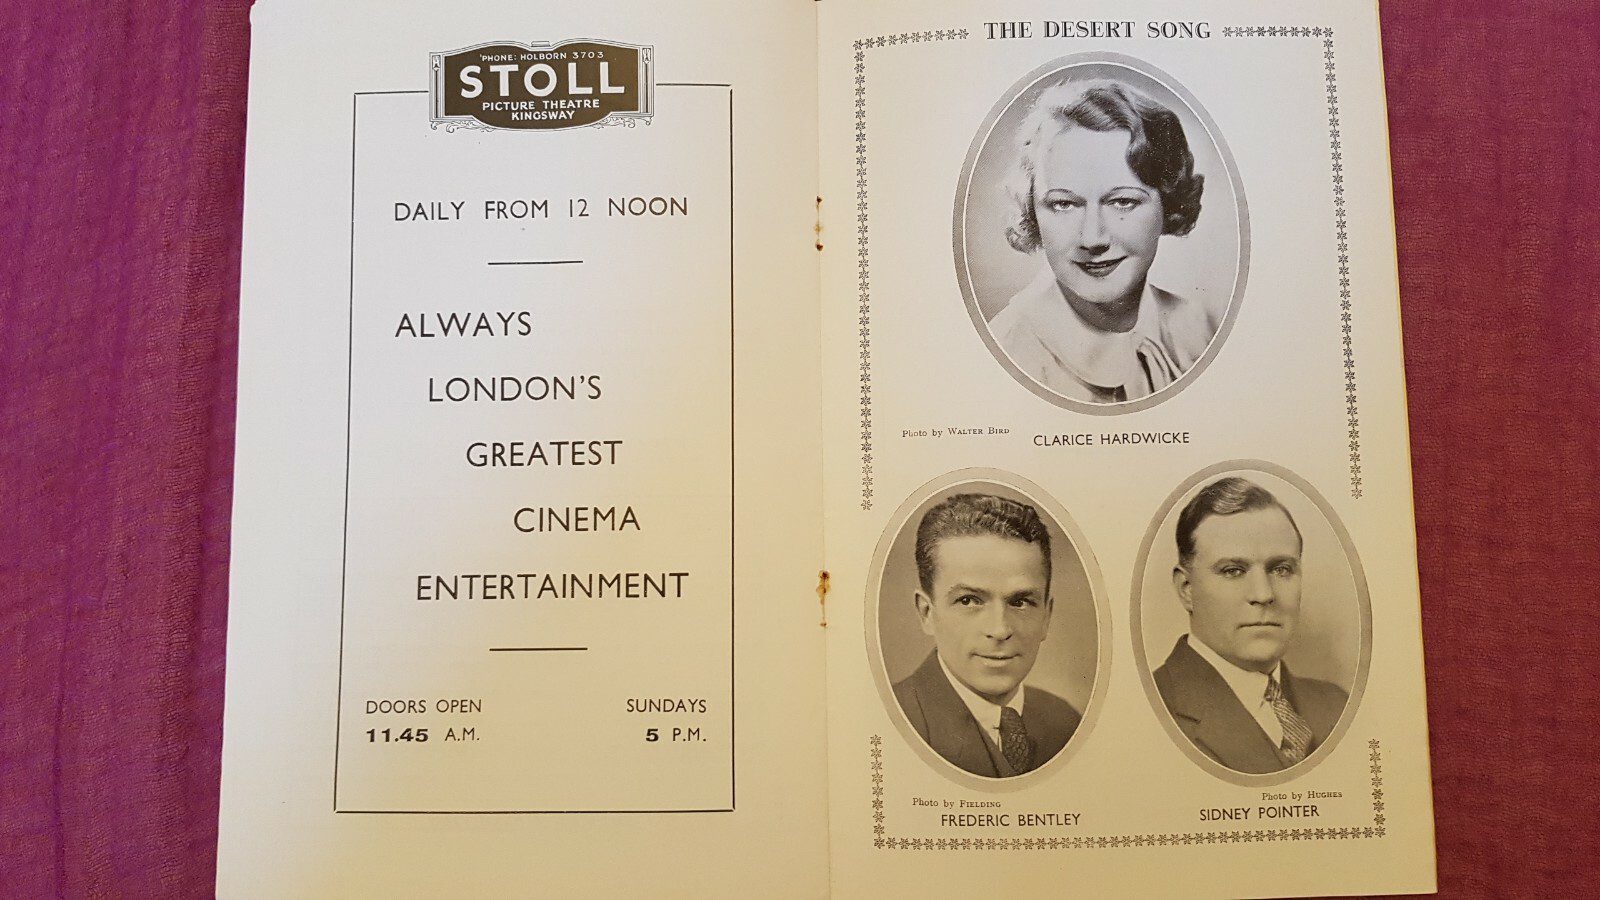 'PHONE: HOLBORN 3703
STOLL
PICTURE THEATRE
KINGSWAY
DAILY FROM 12 NOON
ALWAYS
LONDON'S
GREATEST
CINEMA
ENTERTAINMENT
DOORS OPEN
11.45 A.M.
SUNDAYS
5 P.M.
THE DESERT SONG
Photo by WALTER BIRD
CLARICE HARDWICKE
Photo by FIELDING
FREDERIC BENTLEY
Photo by HUGHES
SIDNEY POINTER